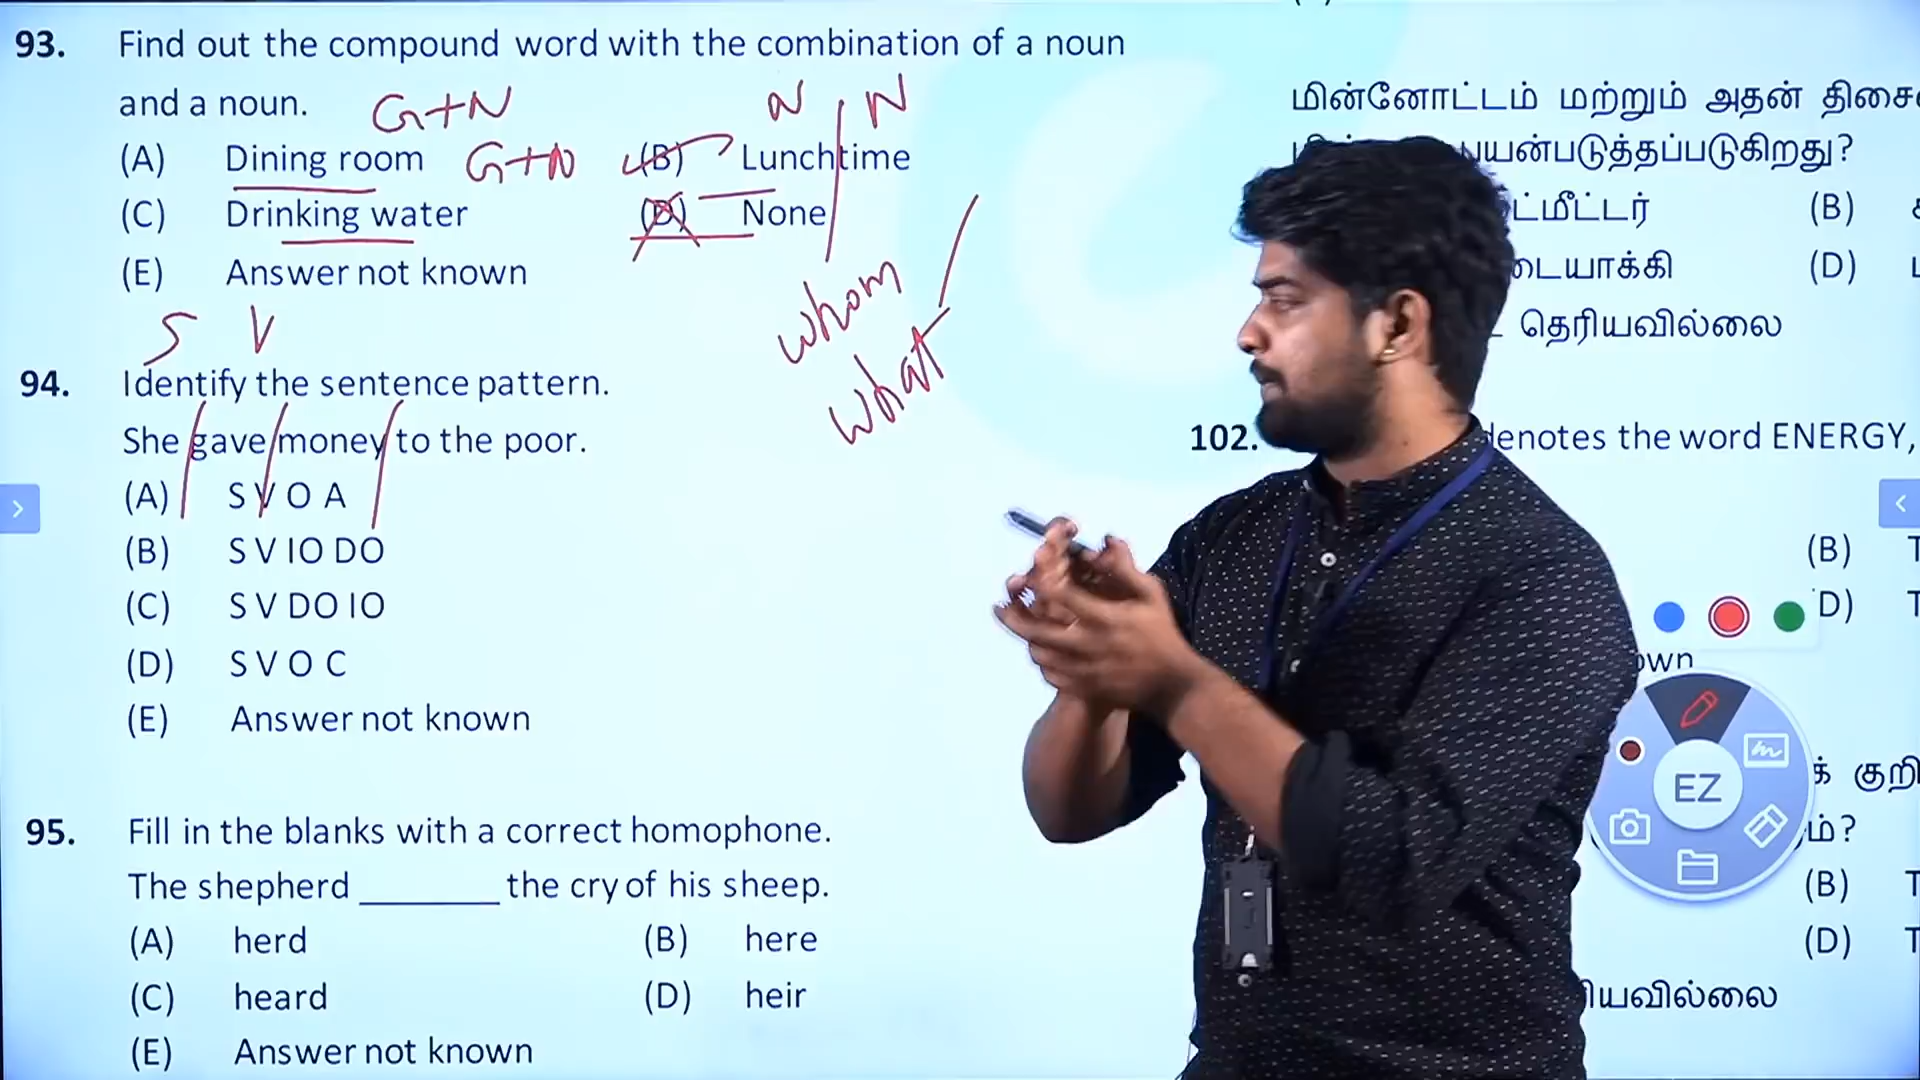 93. Find out the compound word with the combination of a noun
and a noun.
G+N
N N
(A) Dining room G+N (B) Lunchtime
(C) Drinking water (D) None
(E) Answer not known
whom
what
S V
94. Identify the sentence pattern.
She gave money to the poor.
(A) S V O A
(B) S V IO DO
(C) S V DO IO
(D) S V O C
(E) Answer not known
95. Fill in the blanks with a correct homophone.
The shepherd ________ the cry of his sheep.
(A) herd (B) here
(C) heard (D) heir
(E) Answer not known
மின்னோட்டம் மற்றும் அதன்
பயன்படுத்தப்படுகிறது?
(B)
(D)
தெரியவில்லை
102. denotes the word ENERGY,
(B) T
D) T
own
EZ
(B) T
(D) T